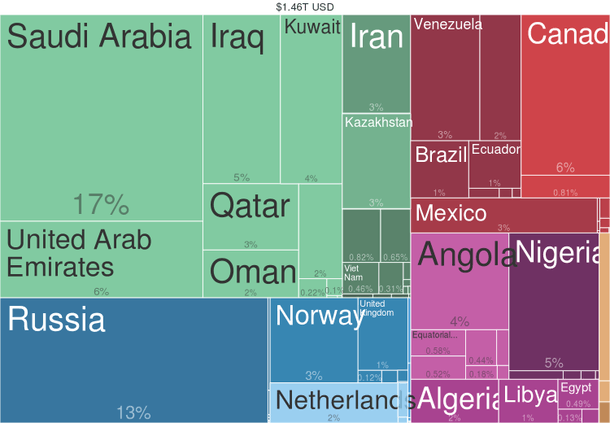 $1.46T USD
Saudi Arabia
17%
United Arab
Emirates
6%
Iraq
5%
Kuwait
4%
Qatar
3%
Oman
2%
2%
0.22%
0.1%
Iran
3%
Kazakhstan
3%
0.82%
0.65%
Viet
Nam
0.46%
0.31%
Russia
13%
Norway
3%
United
Kingdom
1%
0.12%
Netherlands
2%
Venezuela
3%
2%
Brazil
1%
Ecuador
1%
Canad
6%
0.81%
Mexico
3%
Angola
4%
Nigeria
5%
Equatorial...
0.58%
0.44%
0.52%
0.18%
Algeria
2%
Libya
1%
Egypt
0.49%
0.13%